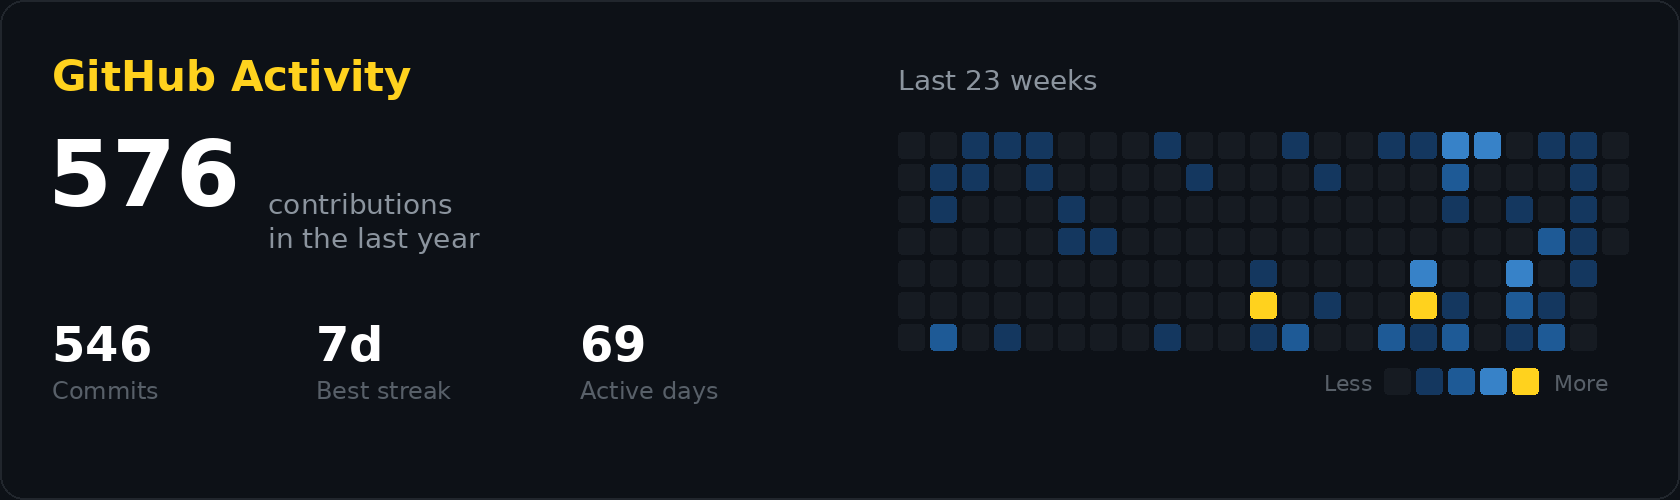 GitHub Activity
576
contributions
in the last year
546
Commits
7d
Best streak
69
Active days
Last 23 weeks
Less
More